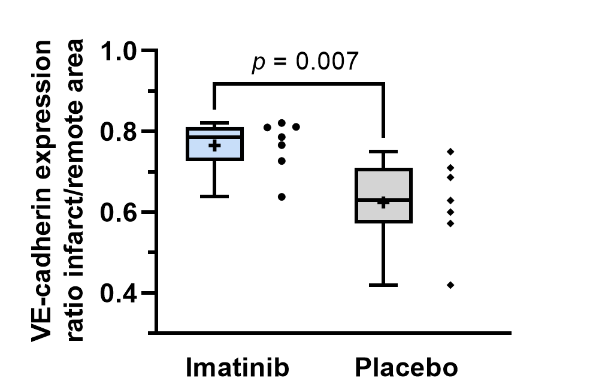 p = 0.007
VE-cadherin expression
ratio infarct/remote area
1.0
0.8
0.6
0.4
Imatinib
Placebo